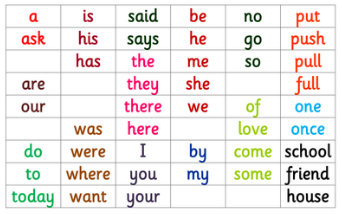 a is said be no put
ask his says he go push
has the me so pull
are they she full
our there we of one
was here love once
do were I by come school
to where you my some friend
today want your house